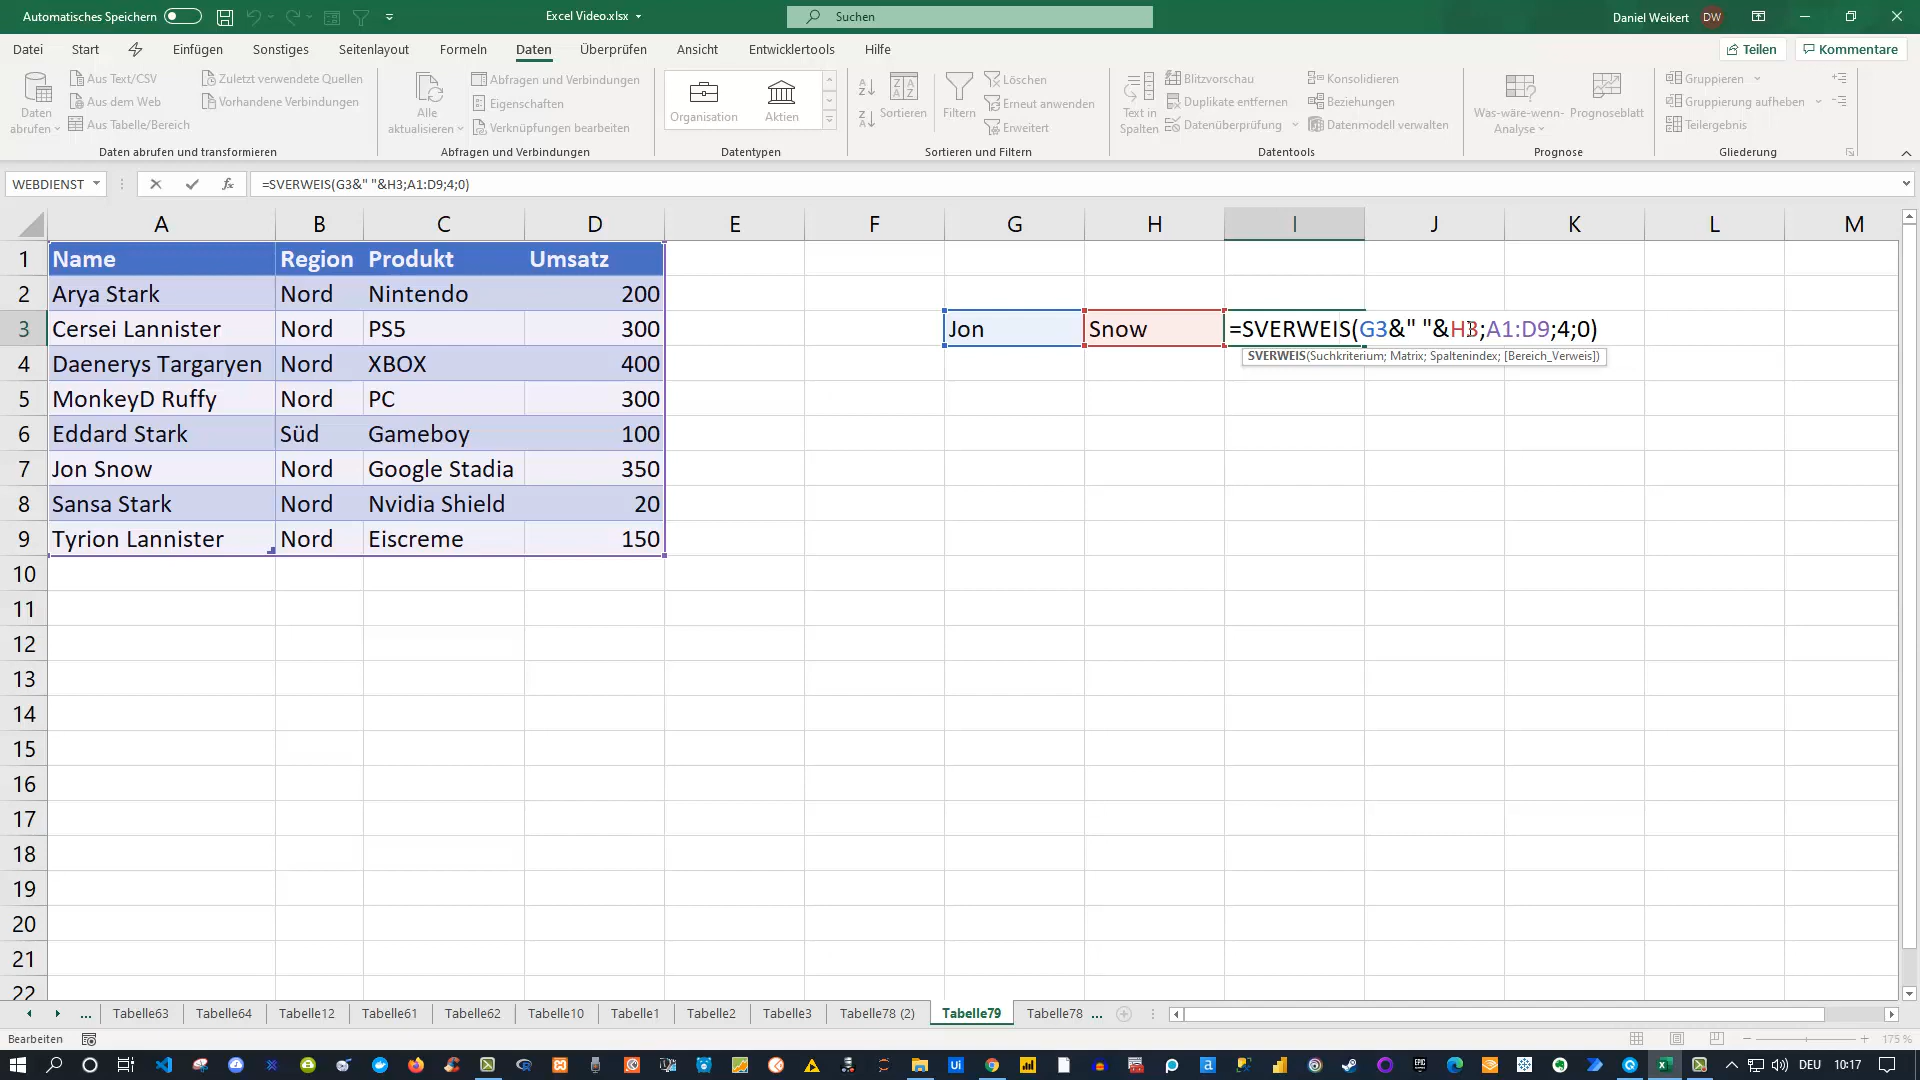 Automatisches Speichern
Excel Video.xlsx
Suchen
Daniel Weikert
DW
Datei Start Einfügen Sonstiges Seitenlayout Formeln Daten Überprüfen Ansicht Entwicklertools Hilfe
Teilen Kommentare
Daten abrufen
Aus Text/CSV
Aus dem Web
Aus Tabelle/Bereich
Zuletzt verwendete Quellen
Vorhandene Verbindungen
Daten abrufen und transformieren
Alle aktualisieren
Abfragen und Verbindungen
Eigenschaften
Verknüpfungen bearbeiten
Abfragen und Verbindungen
Organisation
Aktien
Datentypen
Sortieren
Filtern
Löschen
Erneut anwenden
Erweitert
Sortieren und Filtern
Text in Spalten
Blitzvorschau
Duplikate entfernen
Datenüberprüfung
Konsolidieren
Beziehungen
Datenmodell verwalten
Datentools
Was-wäre-wenn-Analyse
Prognoseblatt
Prognose
Gruppieren
Gruppierung aufheben
Teilergebnis
Gliederung
WEBDIENST
fx
=SVERWEIS(G3&" "&H3;A1:D9;4;0)
A B C D E F G H I J K L M
1 Name Region Produkt Umsatz
2 Arya Stark Nord Nintendo 200
3 Cersei Lannister Nord PS5 300 Jon Snow =SVERWEIS(G3&" "&H3;A1:D9;4;0)
SVERWEIS(Suchkriterium; Matrix; Spaltenindex; [Bereich_Verweis])
4 Daenerys Targaryen Nord XBOX 400
5 MonkeyD Ruffy Nord PC 300
6 Eddard Stark Süd Gameboy 100
7 Jon Snow Nord Google Stadia 350
8 Sansa Stark Nord Nvidia Shield 20
9 Tyrion Lannister Nord Eiscreme 150
10
11
12
13
14
15
16
17
18
19
20
21
22
... Tabelle63 Tabelle64 Tabelle12 Tabelle61 Tabelle62 Tabelle10 Tabelle1 Tabelle2 Tabelle3 Tabelle78 (2) Tabelle79 Tabelle78 ...
Bearbeiten
175 %
DEU 10:17